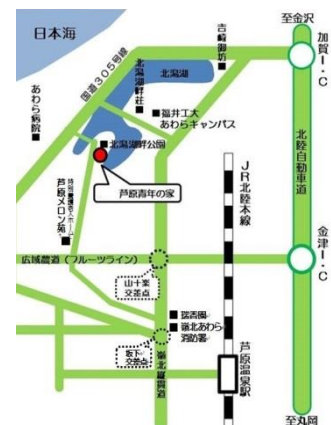 至金沢
日本海
加賀I・C
吉崎御坊
国道305号線
北潟湖
北潟湖畔荘
あわら病院
福井工大
あわらキャンパス
北潟湖畔公園
北陸自動車道
JR北陸本線
芦原青年の家
芦原メロン苑
金津I・C
広域農道(フルーツライン)
山十楽
交差点
嶺北あわら
消防署
坂下
交差点
嶺北縦貫道
芦原温泉駅
至丸岡